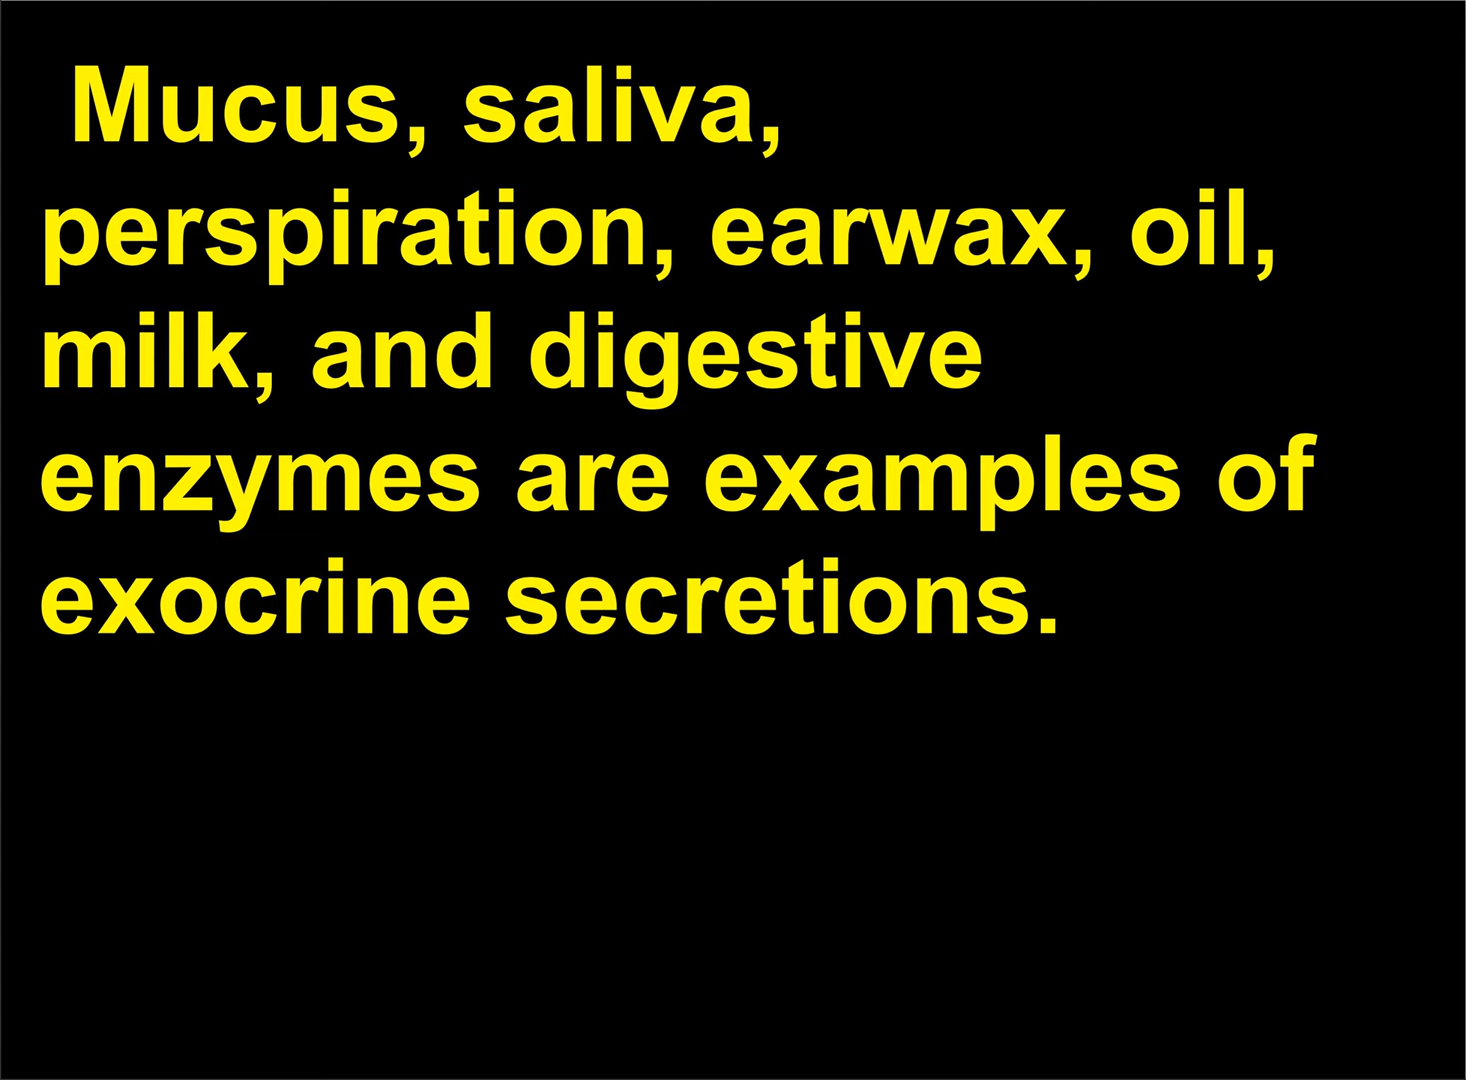 Mucus, saliva,
perspiration, earwax, oil,
milk, and digestive
enzymes are examples of
exocrine secretions.